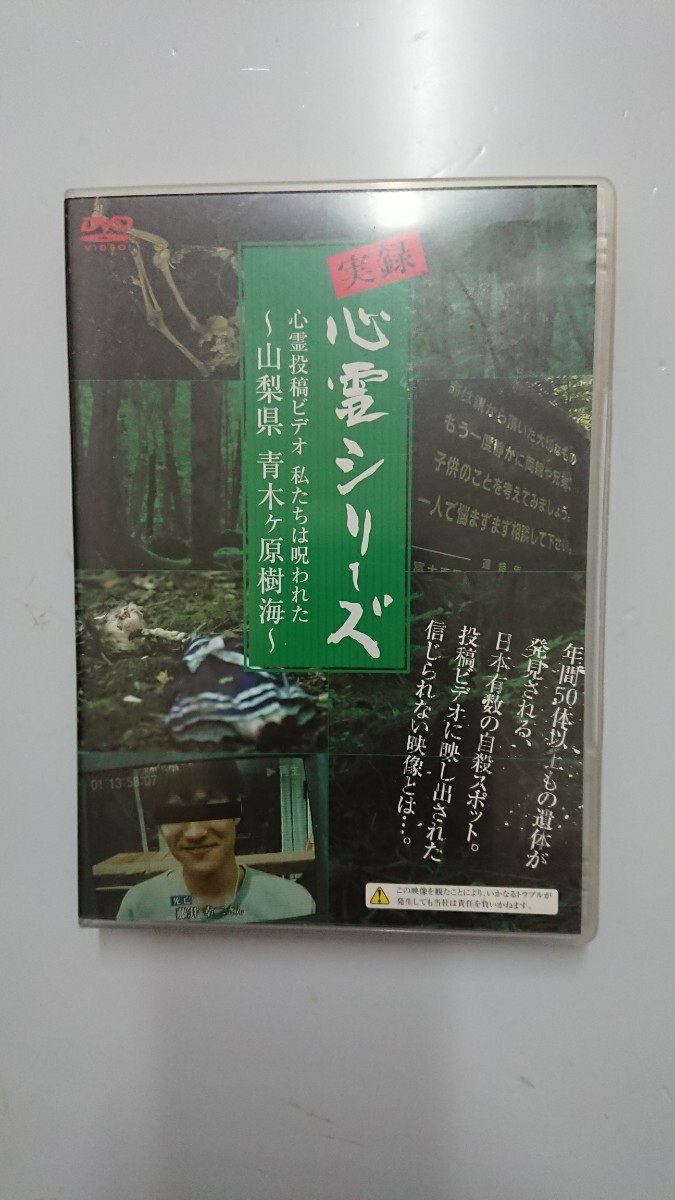 DVD
VIDEO
実録
心霊シリーズ
心霊投稿ビデオ 私たちは呪われた
～山梨県 青木ヶ原樹海～
もう一度静かに両親や兄弟、
子供のことを考えてみましょう。
一人で悩まずまず相談して下さい。
年間50体以上もの遺体が
発見される、
日本有数の自殺スポット。
投稿ビデオに映し出された
信じられない映像とは…。
01:13:58:07
▶再生
死亡
この映像を観たことにより、いかなるトラブルが
発生しても当社は責任を負いかねます。